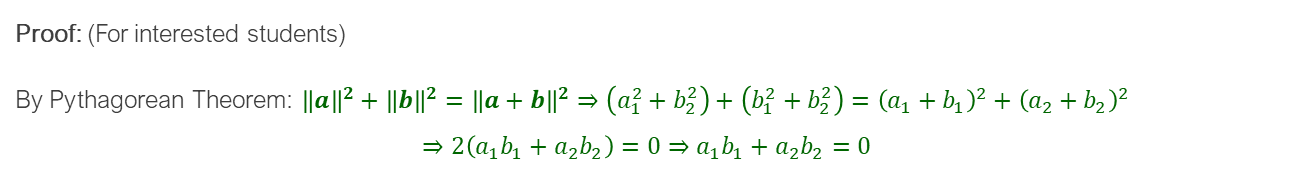 Proof: (For interested students)
By Pythagorean Theorem: ‖a‖² + ‖b‖² = ‖a + b‖² ⇒ (a₁² + b₂²) + (b₁² + b₂²) = (a₁ + b₁)² + (a₂ + b₂)²
⇒ 2(a₁b₁ + a₂b₂) = 0 ⇒ a₁b₁ + a₂b₂ = 0